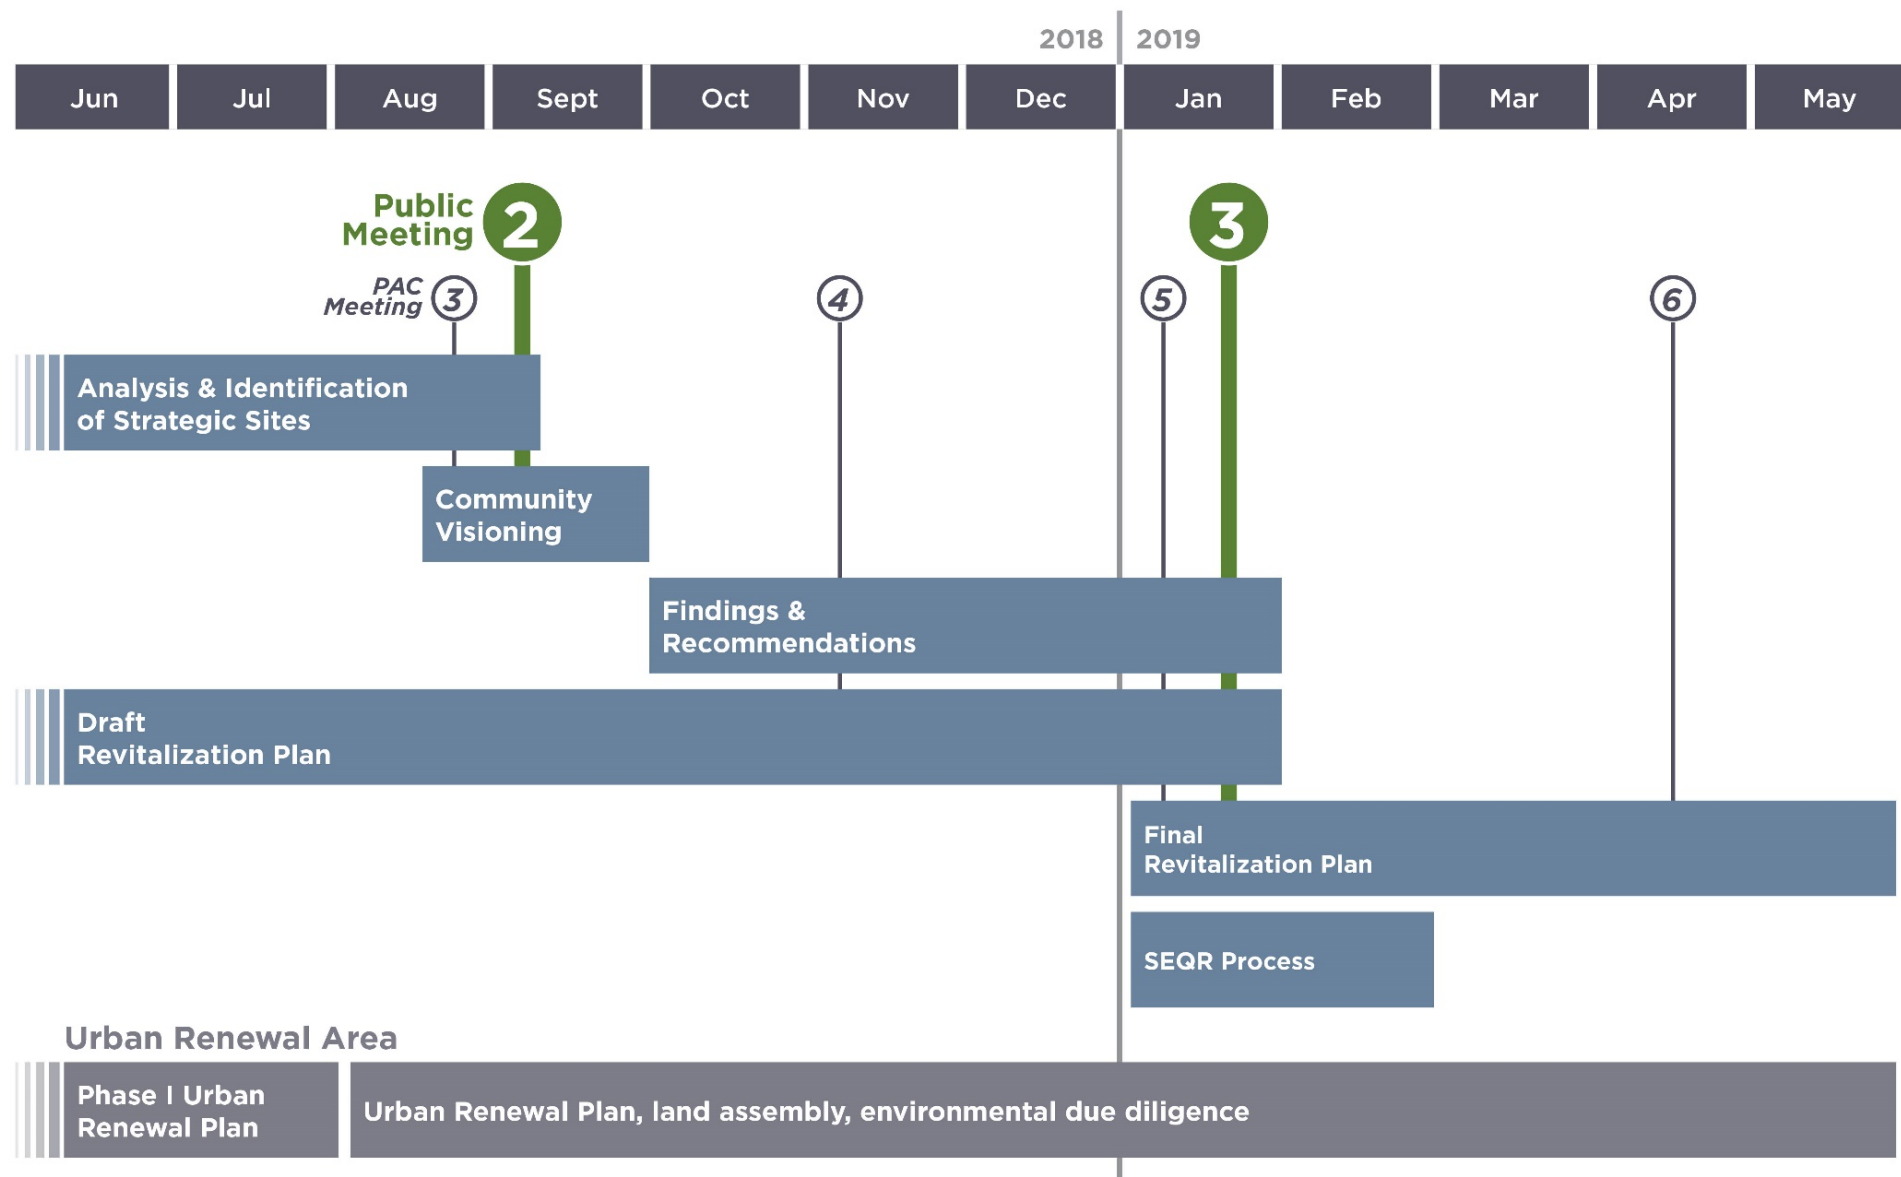 2018 2019
Jun Jul Aug Sept Oct Nov Dec Jan Feb Mar Apr May
Public
Meeting
2 3
PAC
Meeting
3 4 5 6
Analysis & Identification
of Strategic Sites
Community
Visioning
Findings &
Recommendations
Draft
Revitalization Plan
Final
Revitalization Plan
SEQR Process
Urban Renewal Area
Phase I Urban
Renewal Plan
Urban Renewal Plan, land assembly, environmental due diligence